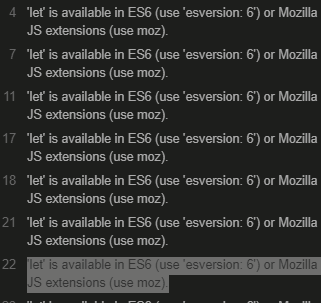 4 'let' is available in ES6 (use 'esversion: 6') or Mozilla
JS extensions (use moz).
7 'let' is available in ES6 (use 'esversion: 6') or Mozilla
JS extensions (use moz).
11 'let' is available in ES6 (use 'esversion: 6') or Mozilla
JS extensions (use moz).
17 'let' is available in ES6 (use 'esversion: 6') or Mozilla
JS extensions (use moz).
18 'let' is available in ES6 (use 'esversion: 6') or Mozilla
JS extensions (use moz).
21 'let' is available in ES6 (use 'esversion: 6') or Mozilla
JS extensions (use moz).
22 'let' is available in ES6 (use 'esversion: 6') or Mozilla
JS extensions (use moz).